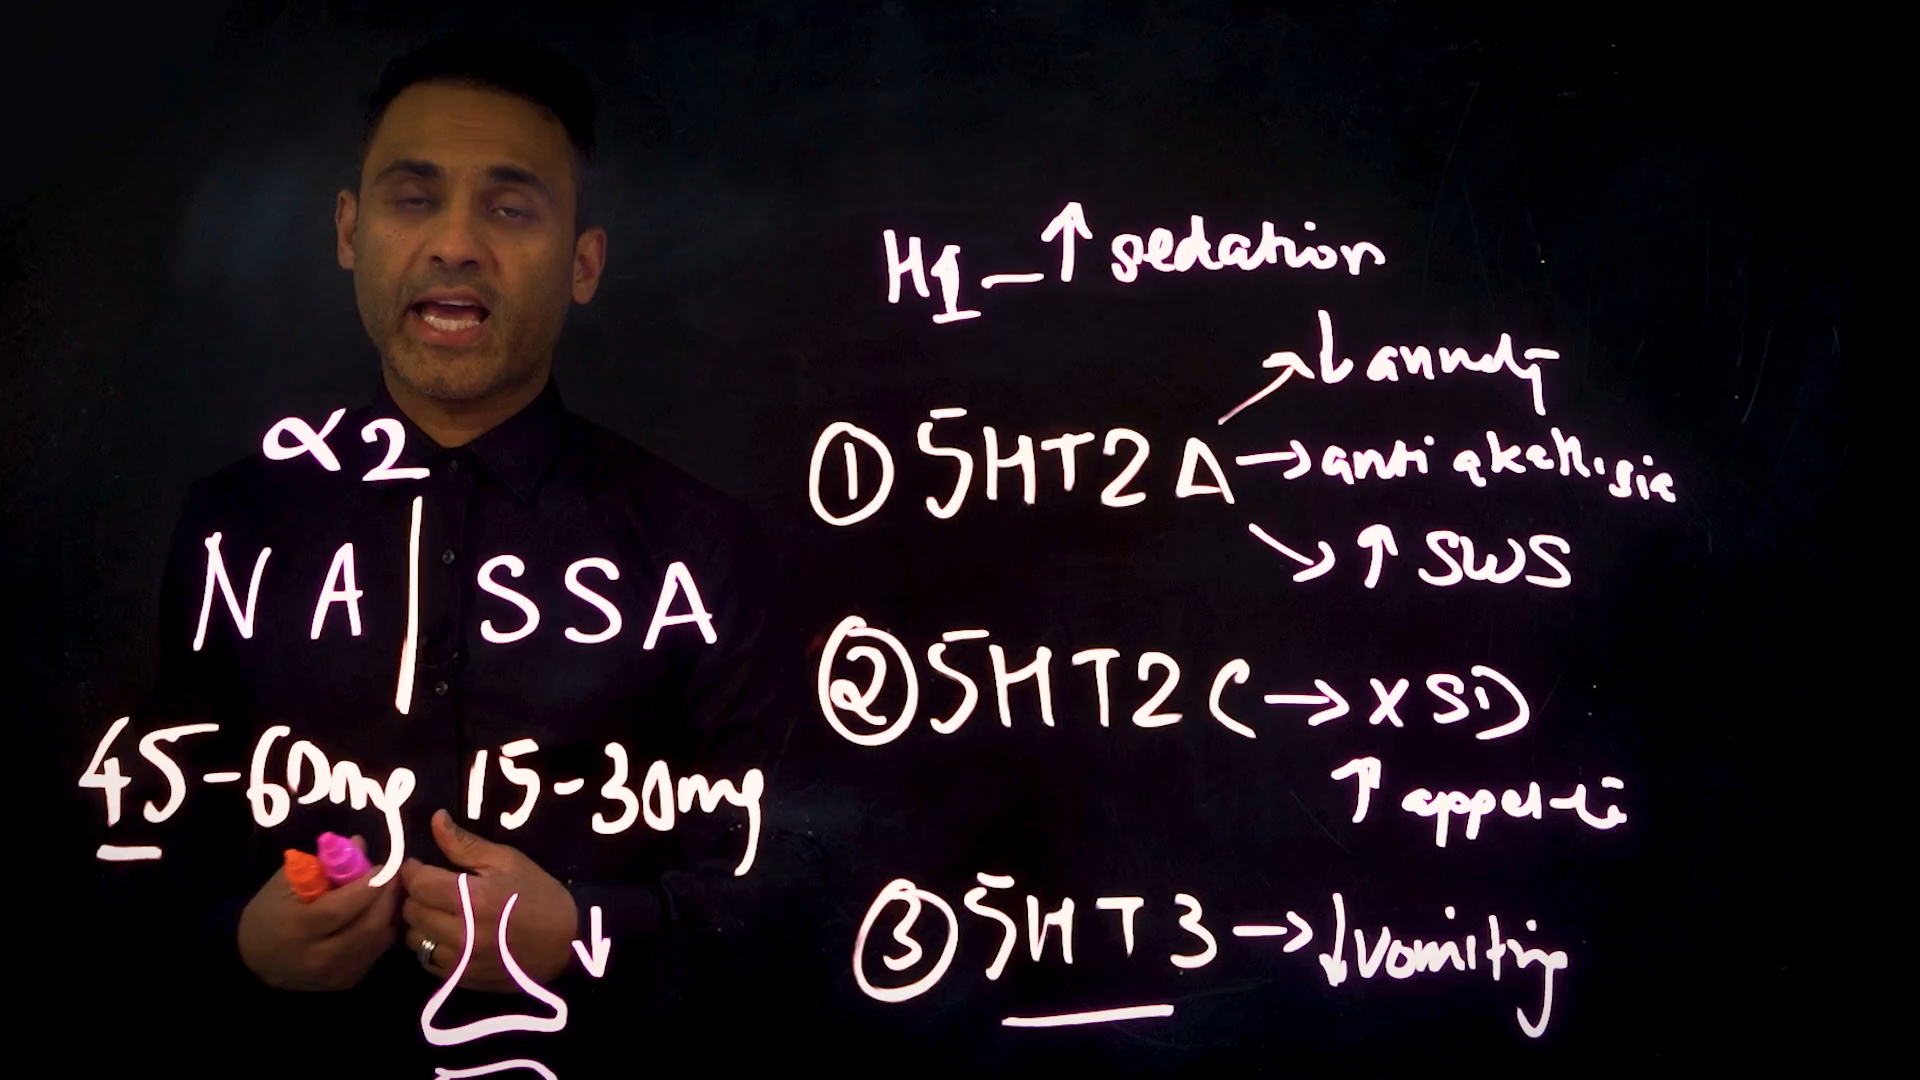 α2
NA|SSA
45-60mg 15-30mg
H1 - ↑ sedation
① 5HT2A → ↓ anxiety
→ anti akathisia
→ ↑ SWS
② 5HT2C → X SD
↑ appetite
③ 5HT3 → ↓ vomiting